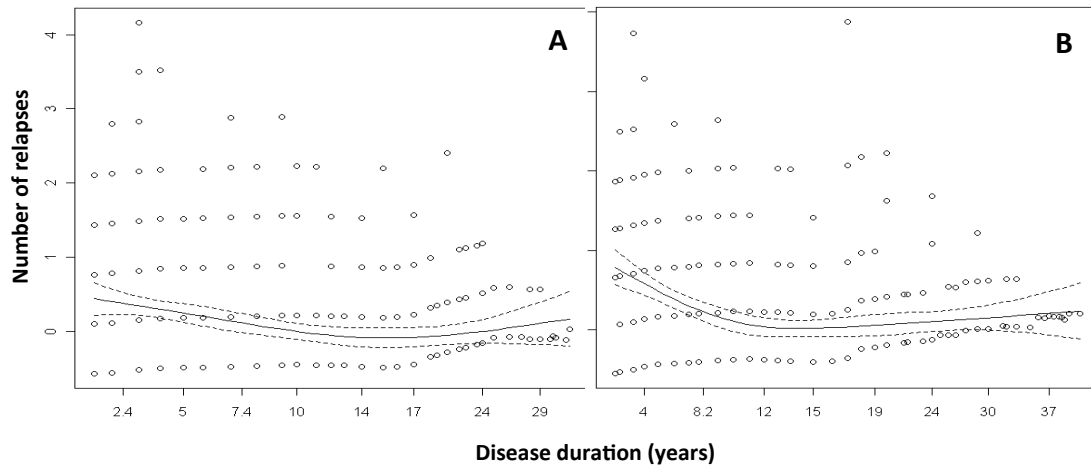 A
B
Number of relapses
4
3
2
1
0
2.4 5 7.4 10 14 17 24 29
4 8.2 12 15 19 24 30 37
Disease duration (years)